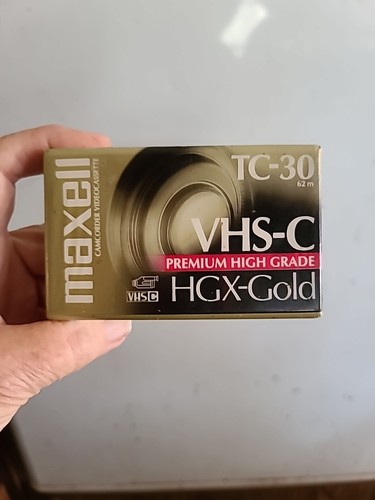 maxell
CAMCORDER VIDEOCASSETTE
TC-30
62 m
VHS-C
PREMIUM HIGH GRADE
HGX-Gold
VHS C